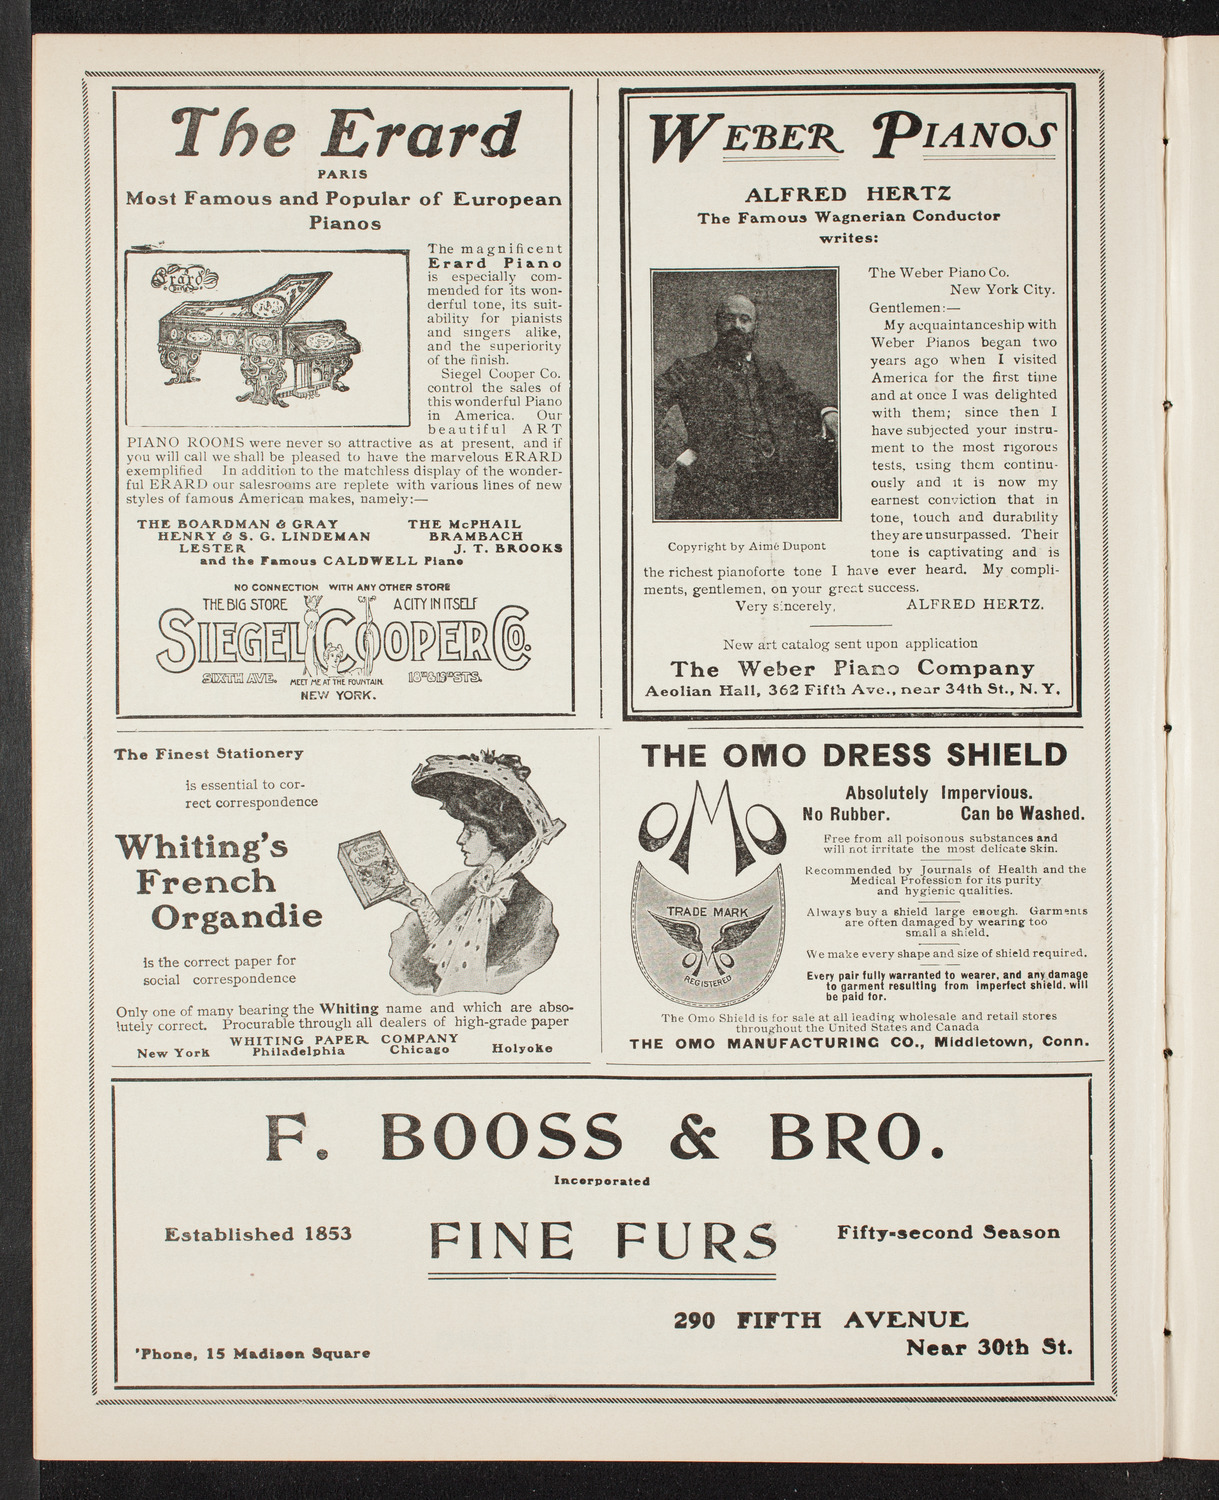 The Erard
PARIS
Most Famous and Popular of European
Pianos
Erard
The magnificent
Erard Piano
is especially com-
mended for its won-
derful tone, its suit-
ability for pianists
and singers alike,
and the superiority
of the finish.
Siegel Cooper Co.
control the sales of
this wonderful Piano
in America. Our
beautiful ART
PIANO ROOMS were never so attractive as at present, and if
you will call we shall be pleased to have the marvelous ERARD
exemplified In addition to the matchless display of the wonder-
ful ERARD our salesrooms are replete with various lines of new
styles of famous American makes, namely:—
THE BOARDMAN & GRAY THE McPHAIL
HENRY & S. G. LINDEMAN BRAMBACH
LESTER J. T. BROOKS
and the Famous CALDWELL Piano
NO CONNECTION WITH ANY OTHER STORE
THE BIG STORE A CITY IN ITSELF
SIEGEL COOPER CO.
SIXTH AVE. MEET ME AT THE FOUNTAIN. 18TH & 19TH STS.
NEW YORK.
WEBER PIANOS
ALFRED HERTZ
The Famous Wagnerian Conductor
writes:
The Weber Piano Co.
New York City.
Gentlemen:—
My acquaintanceship with
Weber Pianos began two
years ago when I visited
America for the first time
and at once I was delighted
with them; since then I
have subjected your instru-
ment to the most rigorous
tests, using them continu-
ously and it is now my
earnest conviction that in
tone, touch and durability
they are unsurpassed. Their
Copyright by Aimé Dupont
tone is captivating and is
the richest pianoforte tone I have ever heard. My compli-
ments, gentlemen, on your great success.
Very sincerely, ALFRED HERTZ.
New art catalog sent upon application
The Weber Piano Company
Aeolian Hall, 362 Fifth Ave., near 34th St., N. Y.
The Finest Stationery
is essential to cor-
rect correspondence
Whiting's
French
Organdie
is the correct paper for
social correspondence
Only one of many bearing the Whiting name and which are abso-
lutely correct. Procurable through all dealers of high-grade paper
WHITING PAPER COMPANY
New York Philadelphia Chicago Holyoke
THE OMO DRESS SHIELD
OMO
TRADE MARK
OMO
REGISTERED
Absolutely Impervious.
No Rubber. Can be Washed.
Free from all poisonous substances and
will not irritate the most delicate skin.
Recommended by Journals of Health and the
Medical Profession for its purity
and hygienic qualities.
Always buy a shield large enough. Garments
are often damaged by wearing too
small a shield.
We make every shape and size of shield required.
Every pair fully warranted to wearer, and any damage
to garment resulting from imperfect shield, will
be paid for.
The Omo Shield is for sale at all leading wholesale and retail stores
throughout the United States and Canada
THE OMO MANUFACTURING CO., Middletown, Conn.
F. BOOSS & BRO.
Incorporated
Established 1853 FINE FURS Fifty-second Season
290 FIFTH AVENUE
Near 30th St.
'Phone, 15 Madison Square